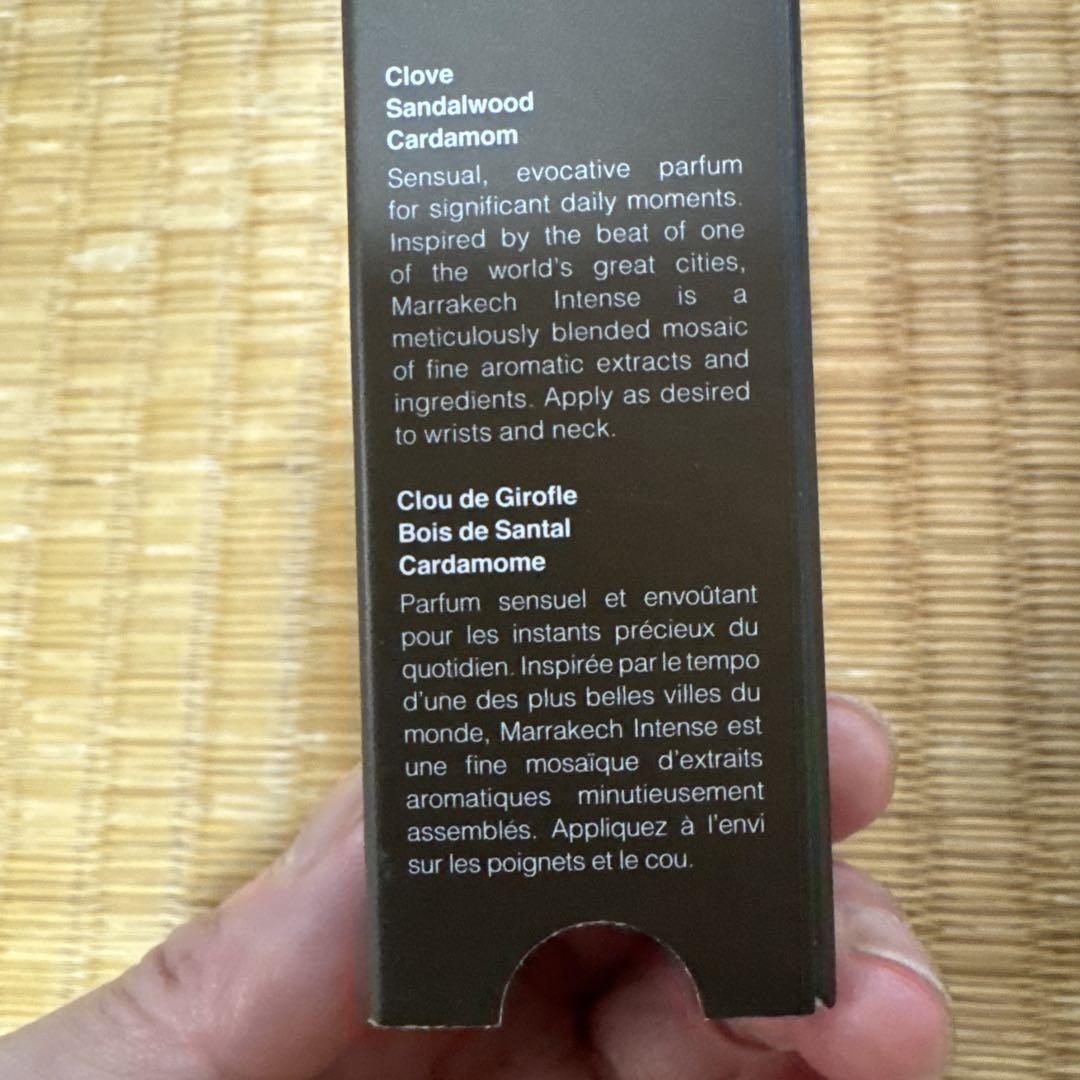 Clove
Sandalwood
Cardamom
Sensual, evocative parfum
for significant daily moments.
Inspired by the beat of one
of the world's great cities,
Marrakech Intense is a
meticulously blended mosaic
of fine aromatic extracts and
ingredients. Apply as desired
to wrists and neck.
Clou de Girofle
Bois de Santal
Cardamome
Parfum sensuel et envoûtant
pour les instants précieux du
quotidien. Inspirée par le tempo
d'une des plus belles villes du
monde, Marrakech Intense est
une fine mosaïque d'extraits
aromatiques minutieusement
assemblés. Appliquez à l'envi
sur les poignets et le cou.